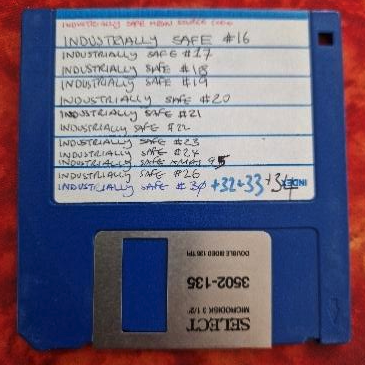 INDUSTRIALLY SAFE MENU SOURCE CODE
INDUSTRIALLY SAFE #16
INDUSTRIALLY SAFE #17
INDUSTRIALLY SAFE #18
INDUSTRIALLY SAFE #19
INDUSTRIALLY SAFE #20
INDUSTRIALLY SAFE #21
INDUSTRIALLY SAFE #22
INDUSTRIALLY SAFE #23
INDUSTRIALLY SAFE #24
INDUSTRIALLY SAFE XMAS 95
INDUSTRIALLY SAFE #26
INDUSTRIALLY SAFE #30 +32+33 +34
INDEX
SELECT
MICRODISK 3 1/2"
3502-135
DOUBLE SIDED 135 TPI